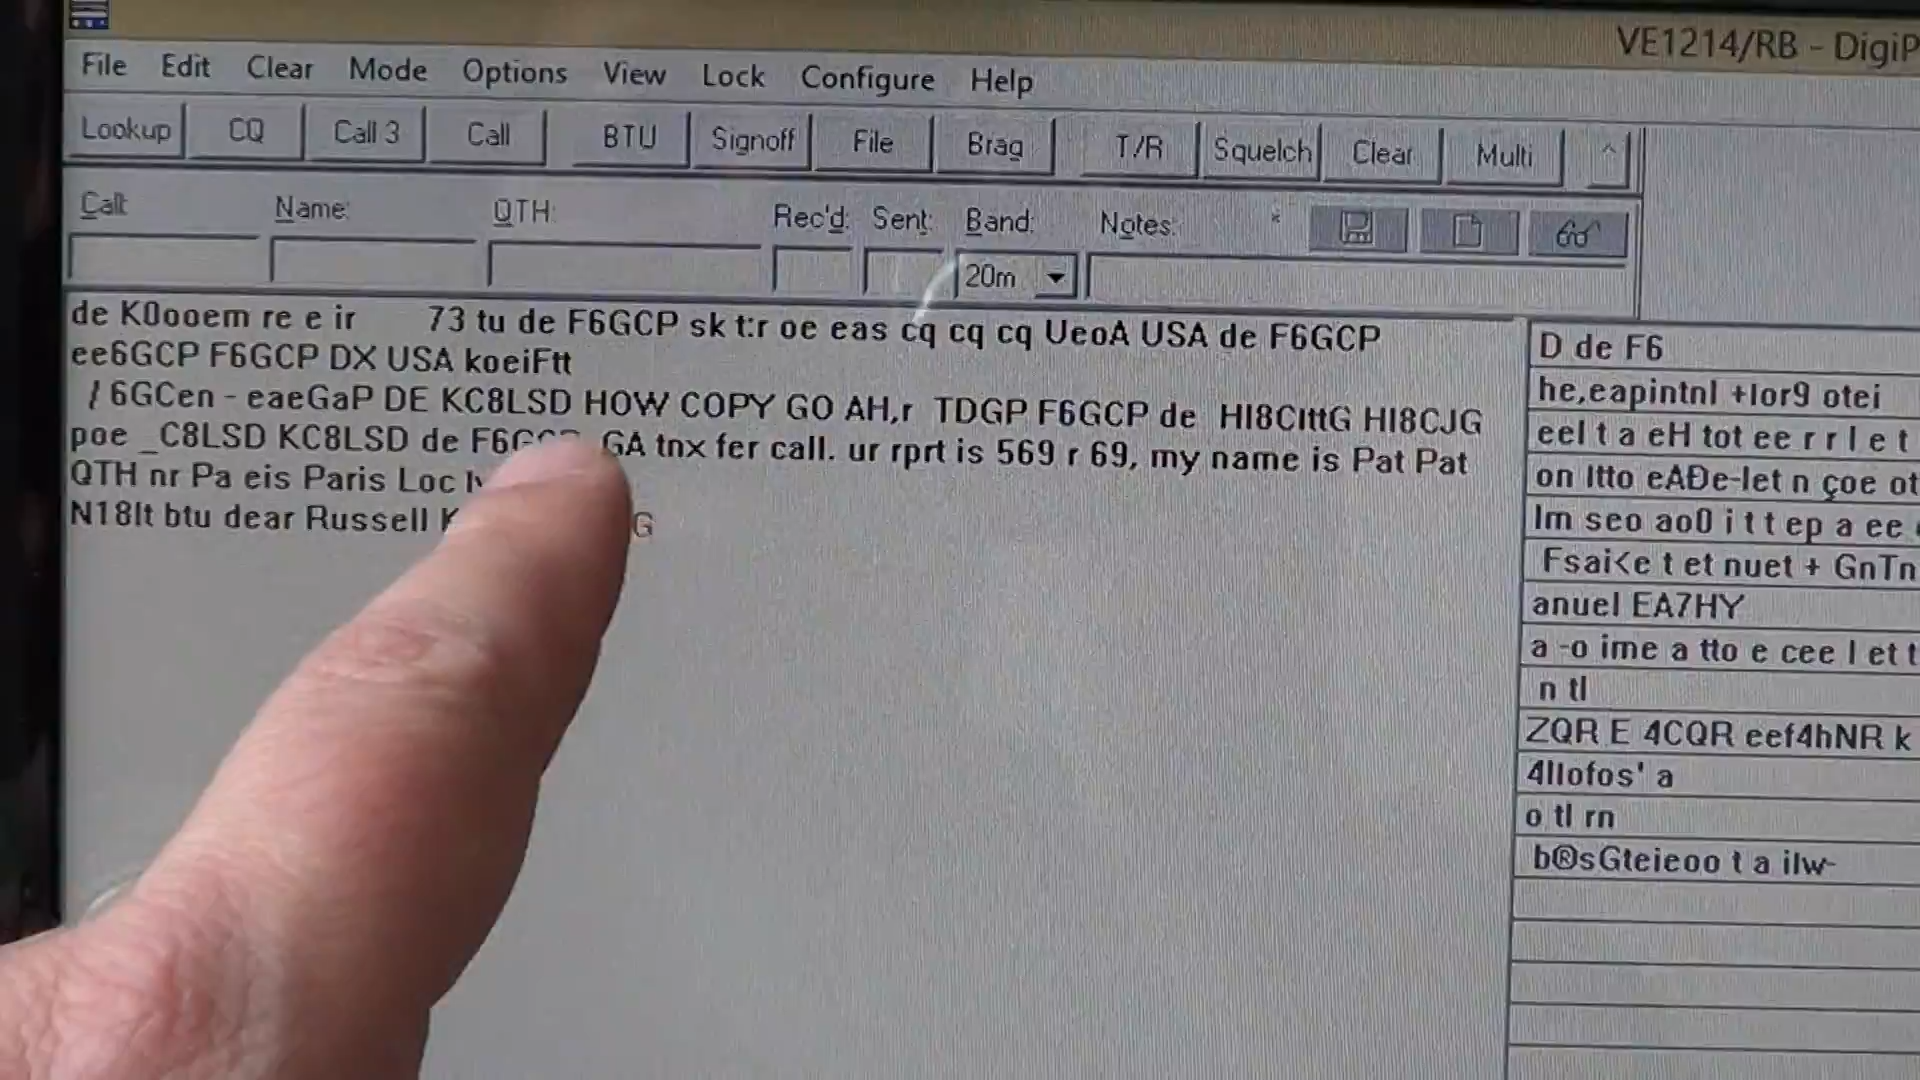 VE1214/RB - DigiP
File Edit Clear Mode Options View Lock Configure Help
Lookup CQ Call 3 Call BTU Signoff File Brag T/R Squelch Clear Multi ^
Call: Name: QTH: Rec'd: Sent: Band: Notes: *
20m
de K0ooem re e ir 73 tu de F6GCP sk t:r oe eas cq cq cq UeoA USA de F6GCP
ee6GCP F6GCP DX USA koeiFtt
/ 6GCen - eaeGaP DE KC8LSD HOW COPY GO AH,r TDGP F6GCP de HI8CIttG HI8CJG
poe _C8LSD KC8LSD de F6GCP GA tnx fer call. ur rprt is 569 r 69, my name is Pat Pat
QTH nr Pa eis Paris Loc
N18lt btu dear Russell K G
D de F6
he,eapintnl +lor9 otei
eel t a eH tot ee r r l e t
on ltto eAÐe-let n çoe ot
lm seo ao0 i t t ep a ee
Fsai<e t et nuet + GnTn
anuel EA7HY
a -o ime a tto e cee l et t
n tl
ZQR E 4CQR eef4hNR k
4llofos' a
o tl rn
b®sGteieoo t a ilw-